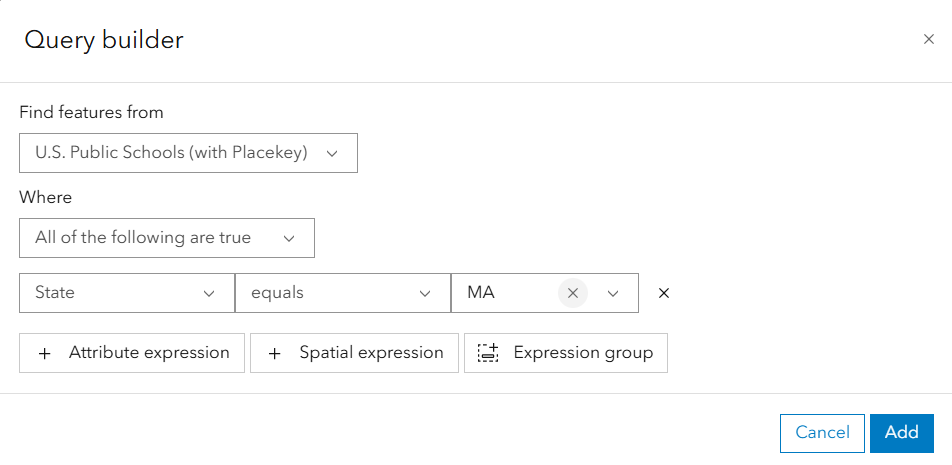 Query builder
Find features from
U.S. Public Schools (with Placekey)
Where
All of the following are true
State equals MA
Attribute expression Spatial expression Expression group
Cancel Add